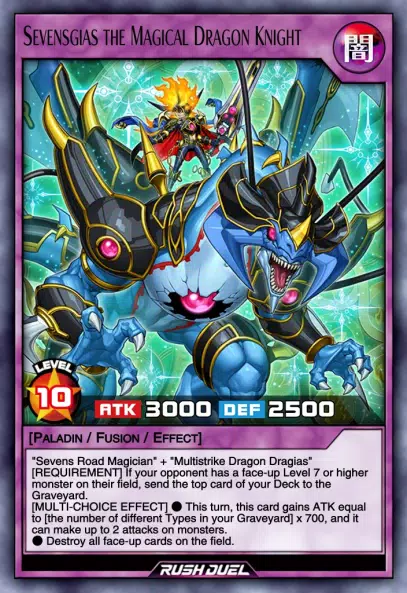 SEVENSGIAS THE MAGICAL DRAGON KNIGHT
闇
LEVEL
10
ATK 3000 DEF 2500
[PALADIN / FUSION / EFFECT]
"Sevens Road Magician" + "Multistrike Dragon Dragias"
[REQUIREMENT] If your opponent has a face-up Level 7 or higher
monster on their field, send the top card of your Deck to the
Graveyard.
[MULTI-CHOICE EFFECT] ● This turn, this card gains ATK equal
to [the number of different Types in your Graveyard] x 700, and it
can make up to 2 attacks on monsters.
● Destroy all face-up cards on the field.
RUSH DUEL